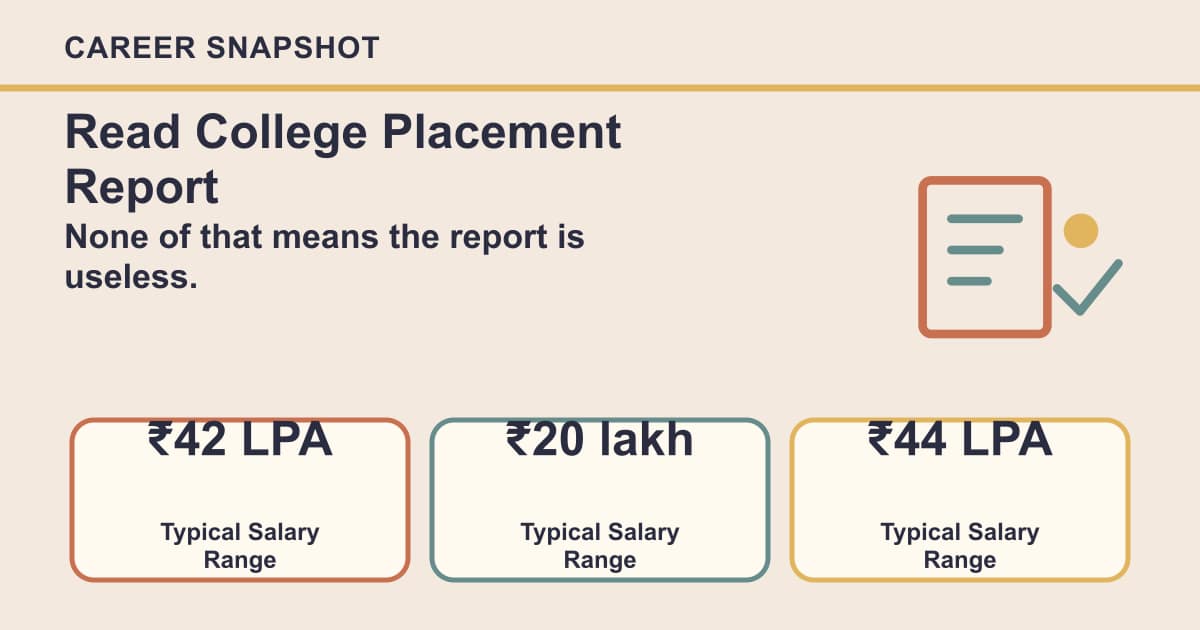 CAREER SNAPSHOT
Read College Placement
Report
None of that means the report is
useless.
₹42 LPA
Typical Salary
Range
₹20 lakh
Typical Salary
Range
₹44 LPA
Typical Salary
Range